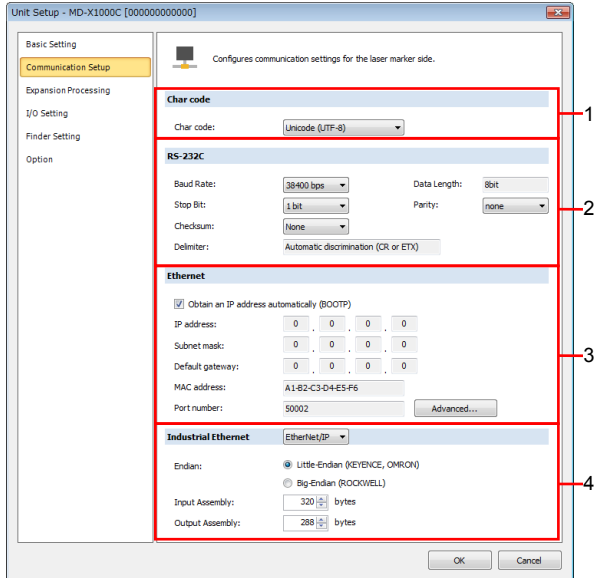 Unit Setup - MD-X1000C [000000000000]
Basic Setting
Communication Setup
Expansion Processing
I/O Setting
Finder Setting
Option
Configures communication settings for the laser marker side.
Char code
Char code: Unicode (UTF-8)
1
RS-232C
Baud Rate: 38400 bps Data Length: 8bit
Stop Bit: 1 bit Parity: none
Checksum: None
Delimiter: Automatic discrimination (CR or ETX)
2
Ethernet
Obtain an IP address automatically (BOOTP)
IP address: 0 . 0 . 0 . 0
Subnet mask: 0 . 0 . 0 . 0
Default gateway: 0 . 0 . 0 . 0
MAC address: A1-B2-C3-D4-E5-F6
Port number: 50002 Advanced...
3
Industrial Ethernet EtherNet/IP
Endian: Little-Endian (KEYENCE, OMRON)
Big-Endian (ROCKWELL)
Input Assembly: 320 bytes
Output Assembly: 288 bytes
4
OK Cancel